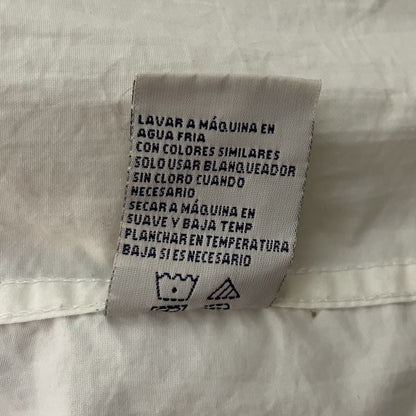 LAVAR A MÁQUINA EN
AGUA FRIA
CON COLORES SIMILARES
SOLO USAR BLANQUEADOR
SIN CLORO CUANDO
NECESARIO
SECAR A MÁQUINA EN
SUAVE Y BAJA TEMP
PLANCHAR EN TEMPERATURA
BAJA SI ES NECESARIO